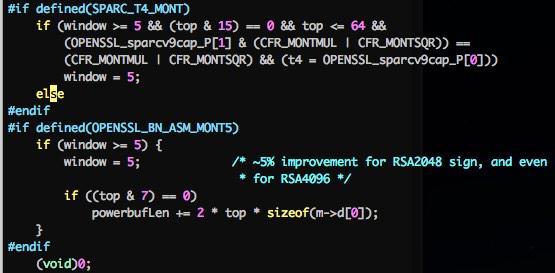 #if defined(SPARC_T4_MONT)
    if (window >= 5 && (top & 15) == 0 && top <= 64 &&
        (OPENSSL_sparcv9cap_P[1] & (CFR_MONTMUL | CFR_MONTSQR)) ==
        (CFR_MONTMUL | CFR_MONTSQR) && (t4 = OPENSSL_sparcv9cap_P[0]))
        window = 5;
    else
#endif
#if defined(OPENSSL_BN_ASM_MONT5)
    if (window >= 5) {
        window = 5;             /* ~5% improvement for RSA2048 sign, and even
                                 * for RSA4096 */
        if ((top & 7) == 0)
            powerbufLen += 2 * top * sizeof(m->d[0]);
    }
#endif
    (void)0;